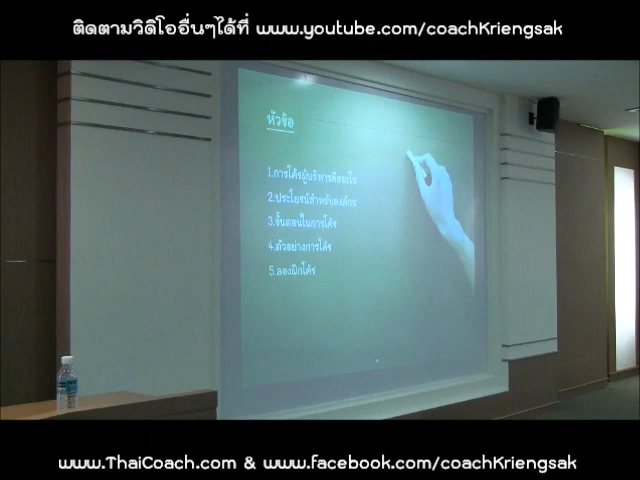 ติดตามวิดิโออื่นๆได้ที่ www.youtube.com/coachKriengsak
หัวข้อ
1.การโค้ชผู้บริหารคืออะไร
2.ประโยชน์สำหรับองค์กร
3.ขั้นตอนในการโค้ช
4.ตัวอย่างการโค้ช
5.ลองฝึกโค้ช
www.ThaiCoach.com & www.facebook.com/coachKriengsak